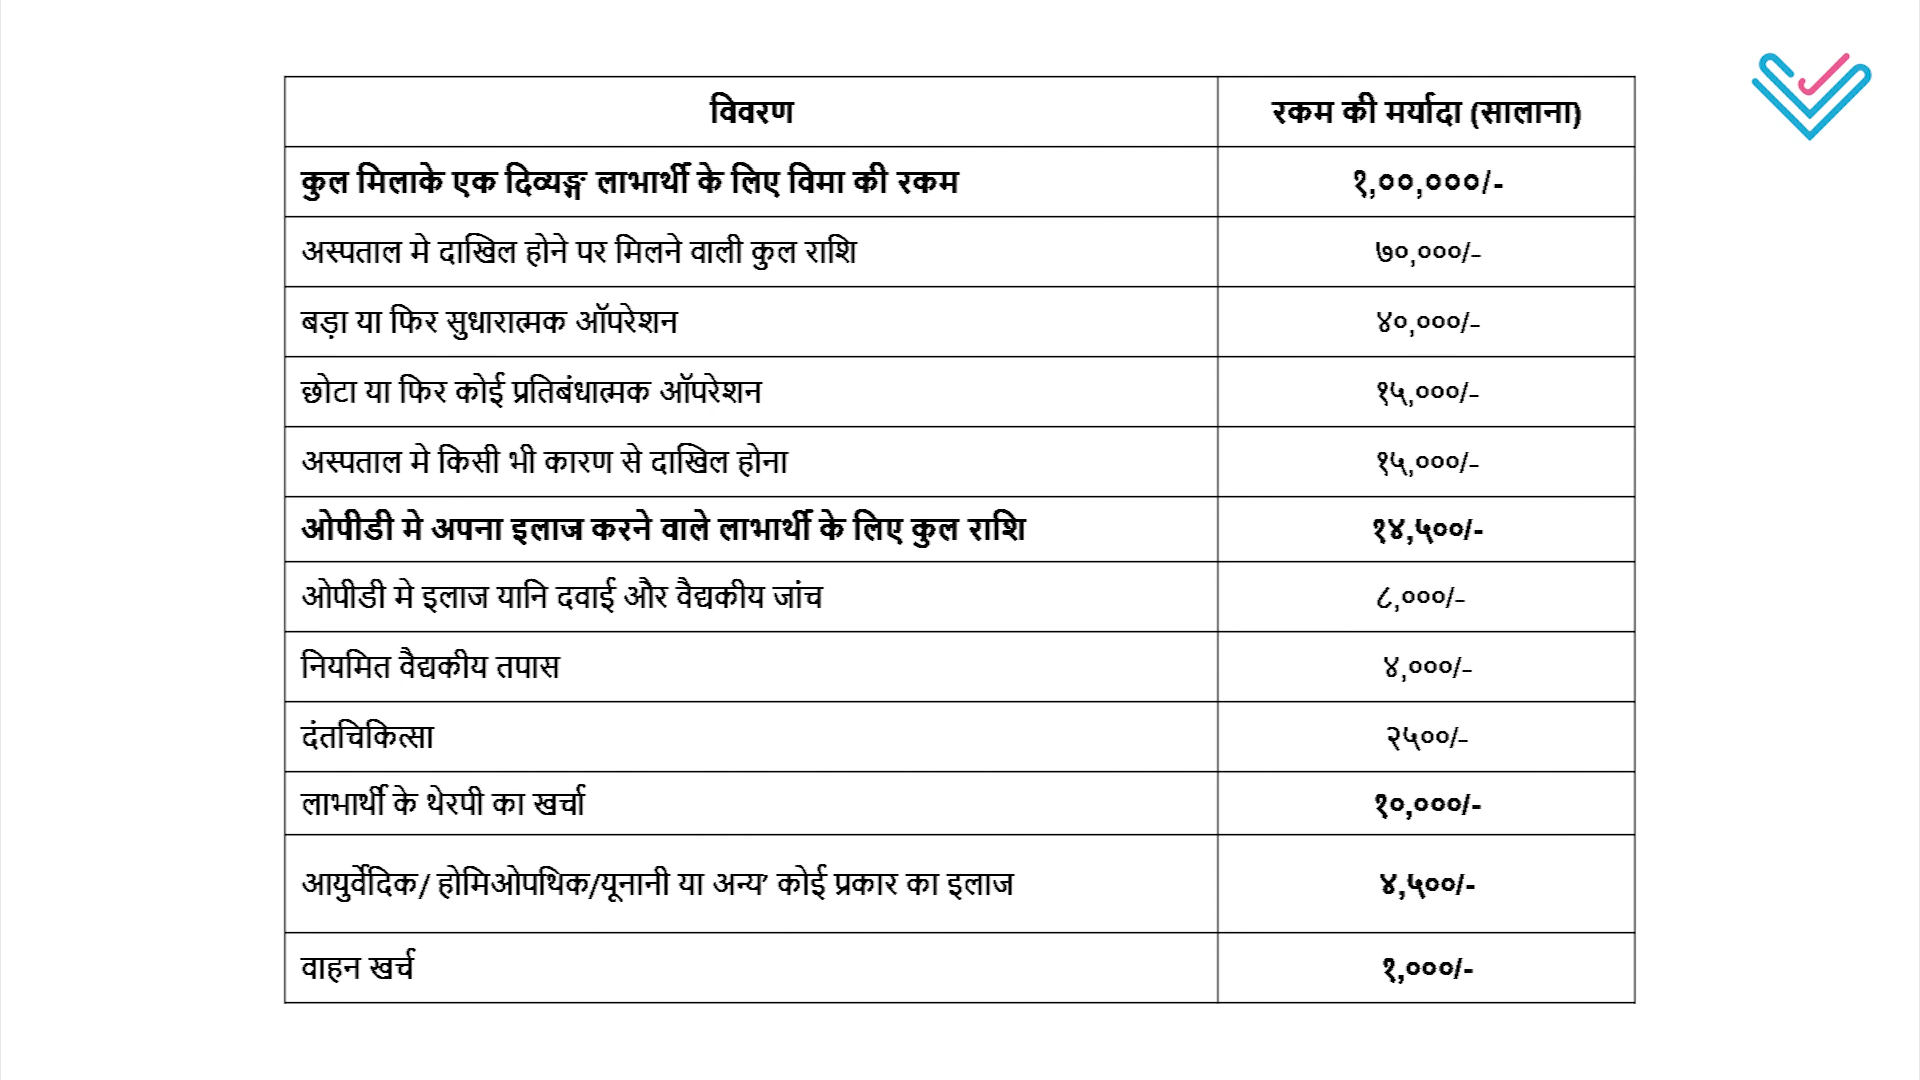 विवरण रकम की मर्यादा (सालाना)
कुल मिलाके एक दिव्यङ्ग लाभार्थी के लिए विमा की रकम १,००,०००/-
अस्पताल मे दाखिल होने पर मिलने वाली कुल राशि ७०,०००/-
बड़ा या फिर सुधारात्मक ऑपरेशन ४०,०००/-
छोटा या फिर कोई प्रतिबंधात्मक ऑपरेशन १५,०००/-
अस्पताल मे किसी भी कारण से दाखिल होना १५,०००/-
ओपीडी मे अपना इलाज करने वाले लाभार्थी के लिए कुल राशि १४,५००/-
ओपीडी मे इलाज यानि दवाई और वैद्यकीय जांच ८,०००/-
नियमित वैद्यकीय तपास ४,०००/-
दंतचिकित्सा २५००/-
लाभार्थी के थेरपी का खर्चा १०,०००/-
आयुर्वेदिक/ होमिओपथिक/यूनानी या अन्य’ कोई प्रकार का इलाज ४,५००/-
वाहन खर्च १,०००/-